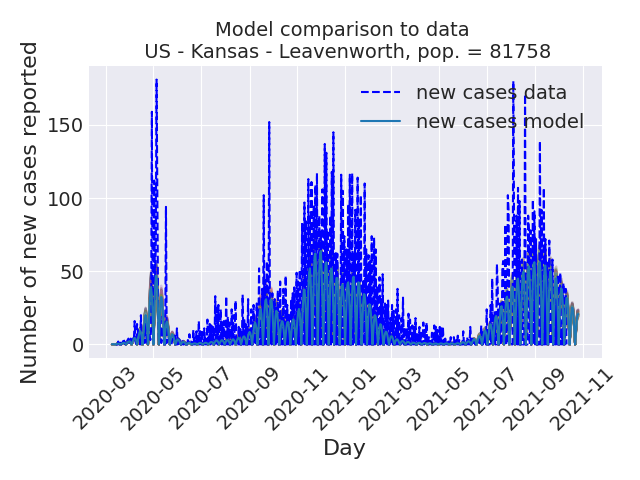 Model comparison to data
US - Kansas - Leavenworth, pop. = 81758
Number of new cases reported
150
100
50
0
new cases data
new cases model
2020-03
2020-05
2020-07
2020-09
2020-11
2021-01
2021-03
2021-05
2021-07
2021-09
2021-11
Day